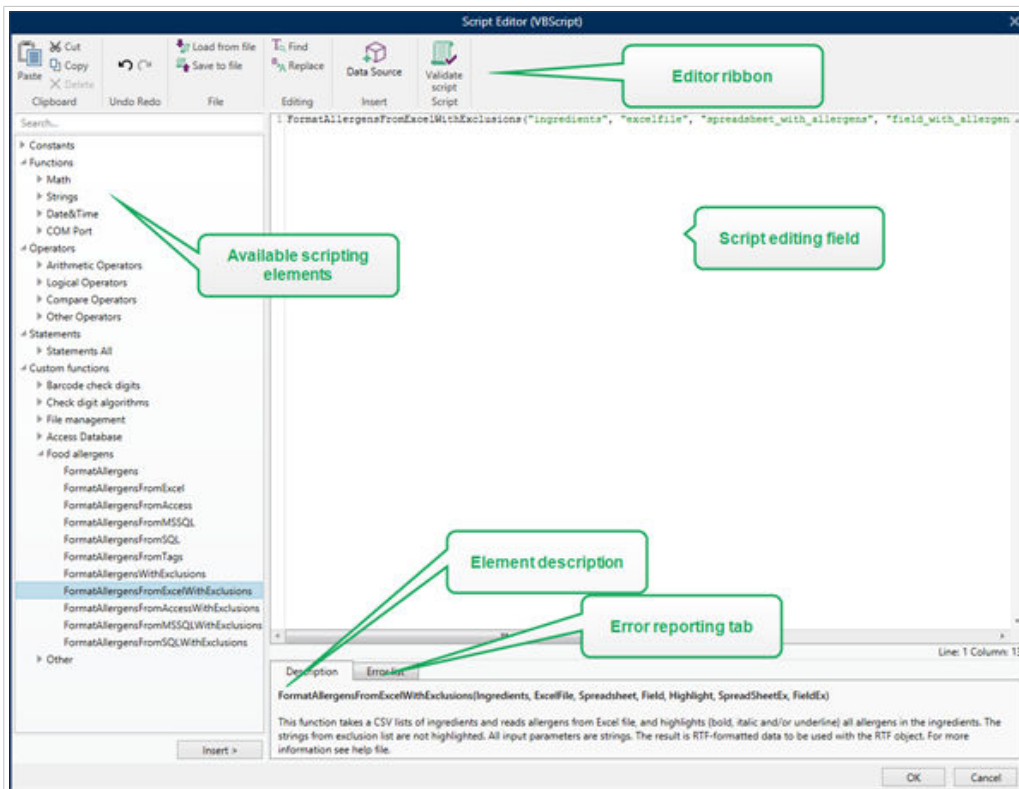 Script Editor (VBScript)
Paste
Cut
Copy
Delete
Clipboard
Undo Redo
Load from file
Save to file
File
Find
Replace
Editing
Data Source
Insert
Validate
script
Script
Editor ribbon
Search...
Constants
Functions
Math
Strings
Date&Time
COM Port
Operators
Arithmetic Operators
Logical Operators
Compare Operators
Other Operators
Statements
Statements All
Custom functions
Barcode check digits
Check digit algorithms
File management
Access Database
Food allergens
FormatAllergens
FormatAllergensFromExcel
FormatAllergensFromAccess
FormatAllergensFromMSSQL
FormatAllergensFromSQL
FormatAllergensFromTags
FormatAllergensWithExclusions
FormatAllergensFromExcelWithExclusions
FormatAllergensFromAccessWithExclusions
FormatAllergensFromMSSQLWithExclusions
FormatAllergensFromSQLWithExclusions
Other
Insert >
Available scripting
elements
1 FormatAllergensFromExcelWithExclusions("ingredients", "excelfile", "spreadsheet_with_allergens", "field_with_allergen
Script editing field
Element description
Error reporting tab
Line: 1 Column: 13
Description
Error list
FormatAllergensFromExcelWithExclusions(Ingredients, ExcelFile, Spreadsheet, Field, Highlight, SpreadSheetEx, FieldEx)
This function takes a CSV lists of ingredients and reads allergens from Excel file, and highlights (bold, italic and/or underline) all allergens in the ingredients. The
strings from exclusion list are not highlighted. All input parameters are strings. The result is RTF-formatted data to be used with the RTF object. For more
information see help file.
OK
Cancel